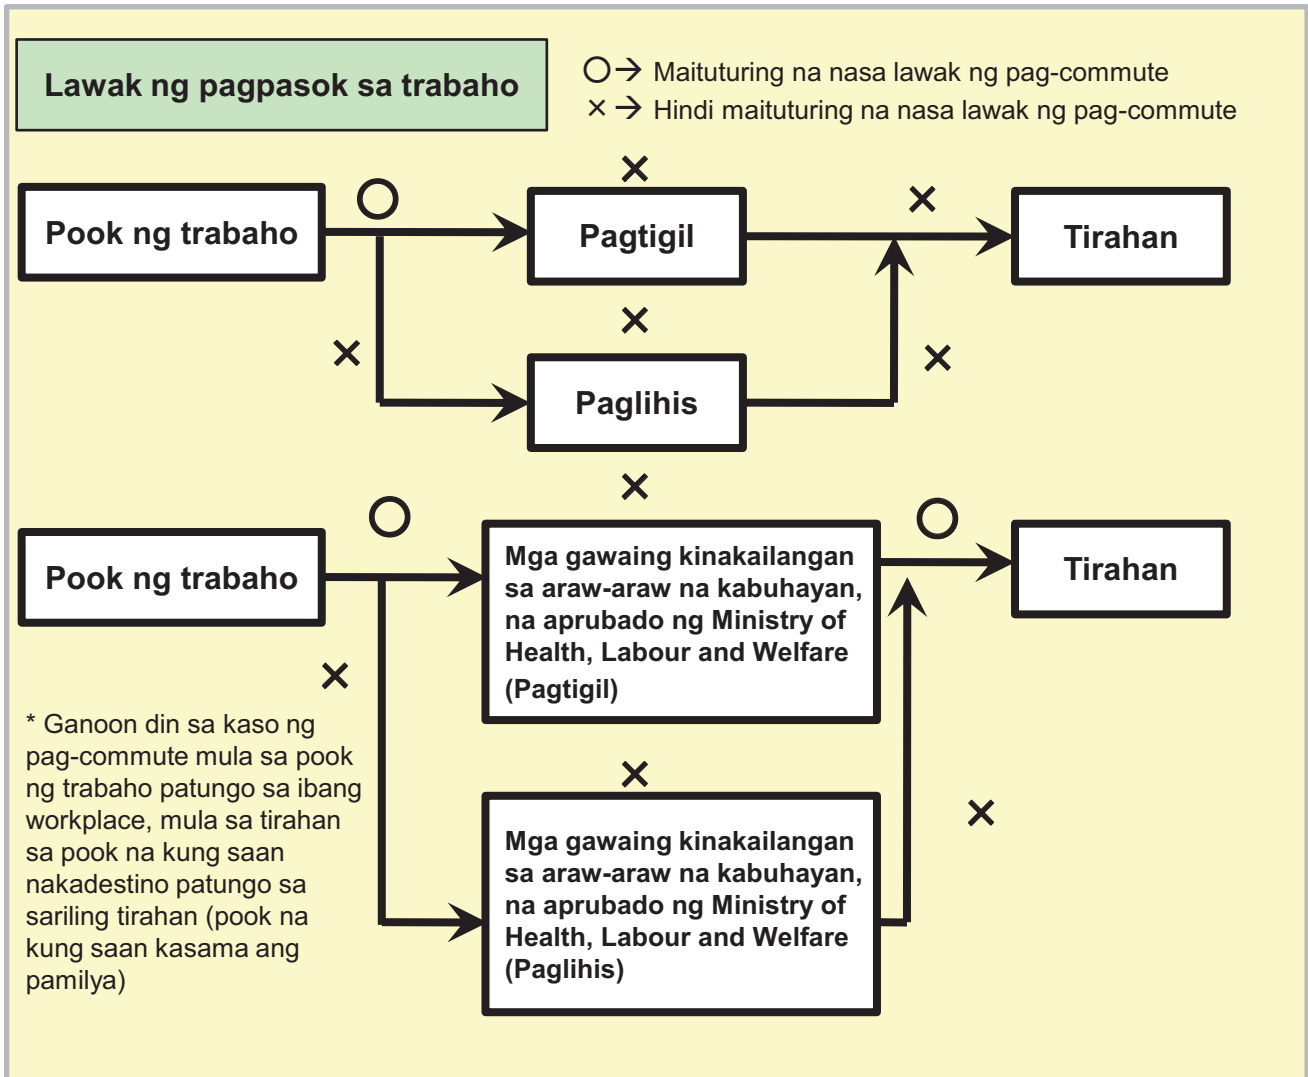 Lawak ng pagpasok sa trabaho
○→ Maituturing na nasa lawak ng pag-commute
×→ Hindi maituturing na nasa lawak ng pag-commute
×
○
×
Pook ng trabaho
Pagtigil
Tirahan
×
×
×
Paglihis
×
○
○
Pook ng trabaho
Mga gawaing kinakailangan
sa araw-araw na kabuhayan,
na aprubado ng Ministry of
Health, Labour and Welfare
(Pagtigil)
Tirahan
×
* Ganoon din sa kaso ng
pag-commute mula sa pook
ng trabaho patungo sa ibang
workplace, mula sa tirahan
sa pook na kung saan
nakadestino patungo sa
sariling tirahan (pook na
kung saan kasama ang
pamilya)
×
×
Mga gawaing kinakailangan
sa araw-araw na kabuhayan,
na aprubado ng Ministry of
Health, Labour and Welfare
(Paglihis)